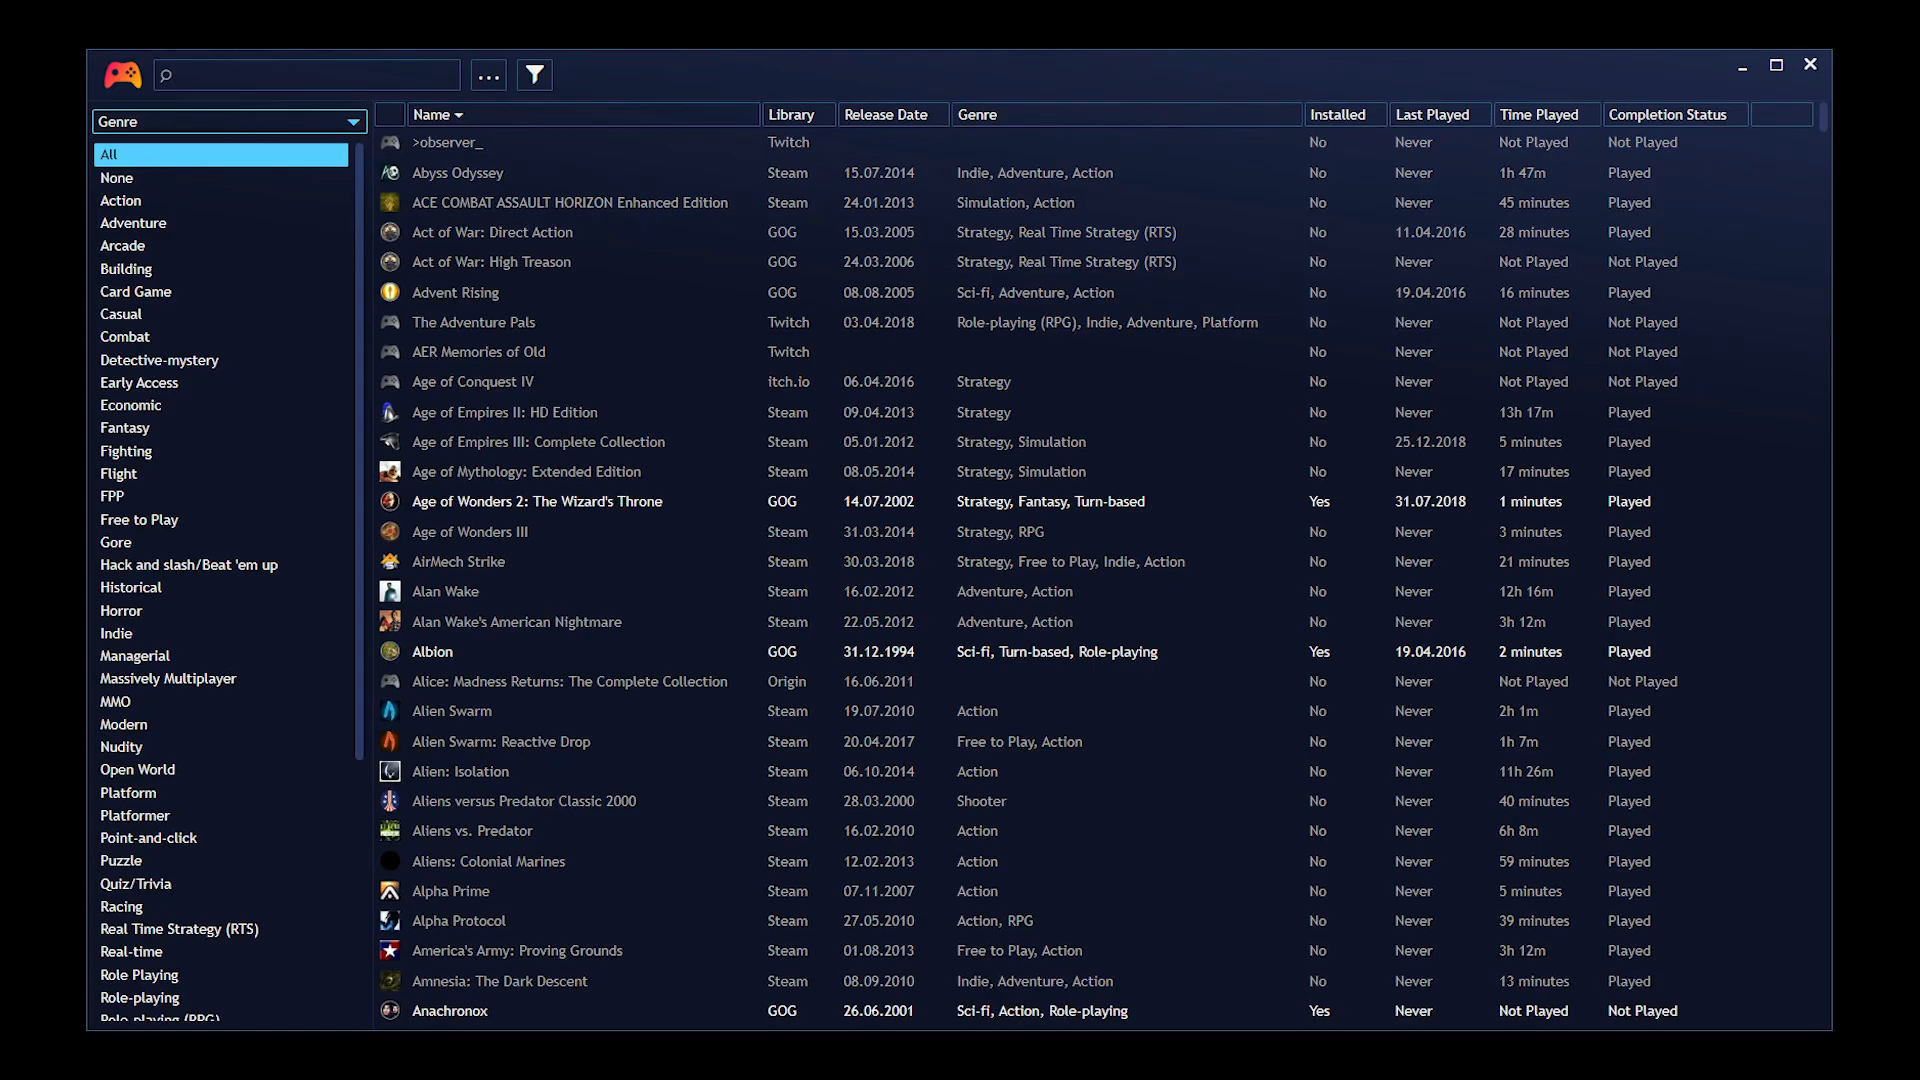 ...
Genre
All
None
Action
Adventure
Arcade
Building
Card Game
Casual
Combat
Detective-mystery
Early Access
Economic
Fantasy
Fighting
Flight
FPP
Free to Play
Gore
Hack and slash/Beat 'em up
Historical
Horror
Indie
Managerial
Massively Multiplayer
MMO
Modern
Nudity
Open World
Platform
Platformer
Point-and-click
Puzzle
Quiz/Trivia
Racing
Real Time Strategy (RTS)
Real-time
Role Playing
Role-playing
Role-playing (RPG)
Name Library Release Date Genre Installed Last Played Time Played Completion Status
>observer_ Twitch No Never Not Played Not Played
Abyss Odyssey Steam 15.07.2014 Indie, Adventure, Action No Never 1h 47m Played
ACE COMBAT ASSAULT HORIZON Enhanced Edition Steam 24.01.2013 Simulation, Action No Never 45 minutes Played
Act of War: Direct Action GOG 15.03.2005 Strategy, Real Time Strategy (RTS) No 11.04.2016 28 minutes Played
Act of War: High Treason GOG 24.03.2006 Strategy, Real Time Strategy (RTS) No Never Not Played Not Played
Advent Rising GOG 08.08.2005 Sci-fi, Adventure, Action No 19.04.2016 16 minutes Played
The Adventure Pals Twitch 03.04.2018 Role-playing (RPG), Indie, Adventure, Platform No Never Not Played Not Played
AER Memories of Old Twitch No Never Not Played Not Played
Age of Conquest IV itch.io 06.04.2016 Strategy No Never Not Played Not Played
Age of Empires II: HD Edition Steam 09.04.2013 Strategy No Never 13h 17m Played
Age of Empires III: Complete Collection Steam 05.01.2012 Strategy, Simulation No 25.12.2018 5 minutes Played
Age of Mythology: Extended Edition Steam 08.05.2014 Strategy, Simulation No Never 17 minutes Played
Age of Wonders 2: The Wizard's Throne GOG 14.07.2002 Strategy, Fantasy, Turn-based Yes 31.07.2018 1 minutes Played
Age of Wonders III Steam 31.03.2014 Strategy, RPG No Never 3 minutes Played
AirMech Strike Steam 30.03.2018 Strategy, Free to Play, Indie, Action No Never 21 minutes Played
Alan Wake Steam 16.02.2012 Adventure, Action No Never 12h 16m Played
Alan Wake's American Nightmare Steam 22.05.2012 Adventure, Action No Never 3h 12m Played
Albion GOG 31.12.1994 Sci-fi, Turn-based, Role-playing Yes 19.04.2016 2 minutes Played
Alice: Madness Returns: The Complete Collection Origin 16.06.2011 No Never Not Played Not Played
Alien Swarm Steam 19.07.2010 Action No Never 2h 1m Played
Alien Swarm: Reactive Drop Steam 20.04.2017 Free to Play, Action No Never 1h 7m Played
Alien: Isolation Steam 06.10.2014 Action No Never 11h 26m Played
Aliens versus Predator Classic 2000 Steam 28.03.2000 Shooter No Never 40 minutes Played
Aliens vs. Predator Steam 16.02.2010 Action No Never 6h 8m Played
Aliens: Colonial Marines Steam 12.02.2013 Action No Never 59 minutes Played
Alpha Prime Steam 07.11.2007 Action No Never 5 minutes Played
Alpha Protocol Steam 27.05.2010 Action, RPG No Never 39 minutes Played
America's Army: Proving Grounds Steam 01.08.2013 Free to Play, Action No Never 3h 12m Played
Amnesia: The Dark Descent Steam 08.09.2010 Indie, Adventure, Action No Never 13 minutes Played
Anachronox GOG 26.06.2001 Sci-fi, Action, Role-playing Yes Never Not Played Not Played